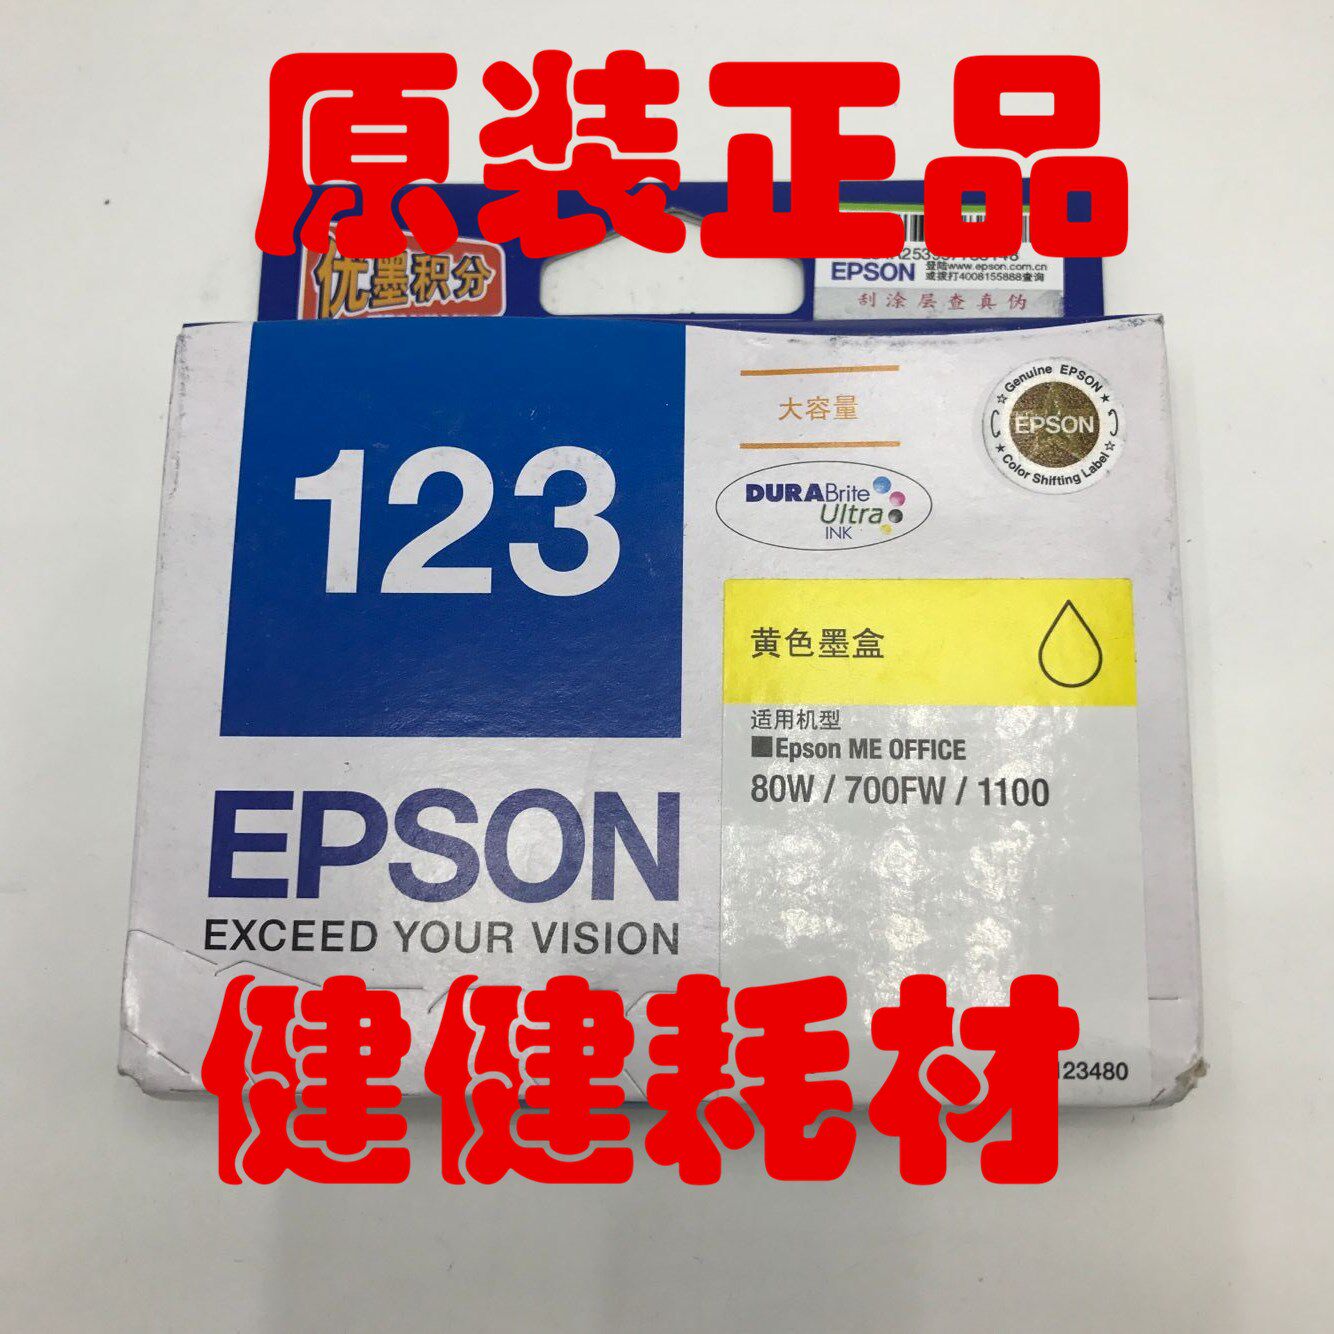 原装正品
优墨积分
EPSON
登陆www.epson.com.cn
或拨打4008155888查询
刮涂层查真伪
123
大容量
Genuine EPSON
EPSON
Color Shifting Label
DURABrite
Ultra
INK
黄色墨盒
适用机型
■Epson ME OFFICE
80W / 700FW / 1100
EPSON
EXCEED YOUR VISION
健健耗材
123480